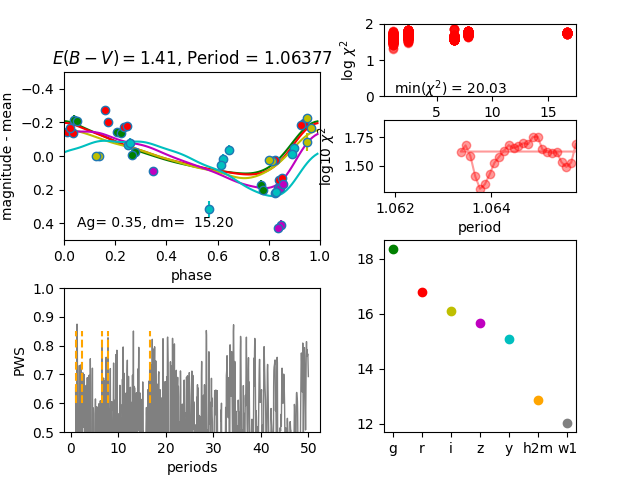 E(B − V) = 1.41, Period = 1.06377
−0.4
−0.2
0.0
0.2
0.4
magnitude - mean
Ag= 0.35, dm=  15.20
0.0 0.2 0.4 0.6 0.8 1.0
phase
2
1
0
log χ²
min(χ²) = 20.03
5 10 15
1.75
1.50
log10 χ²
1.062 1.064
period
1.0
0.9
0.8
0.7
0.6
0.5
PWS
0 10 20 30 40 50
periods
18
16
14
12
g r i z y h2m w1